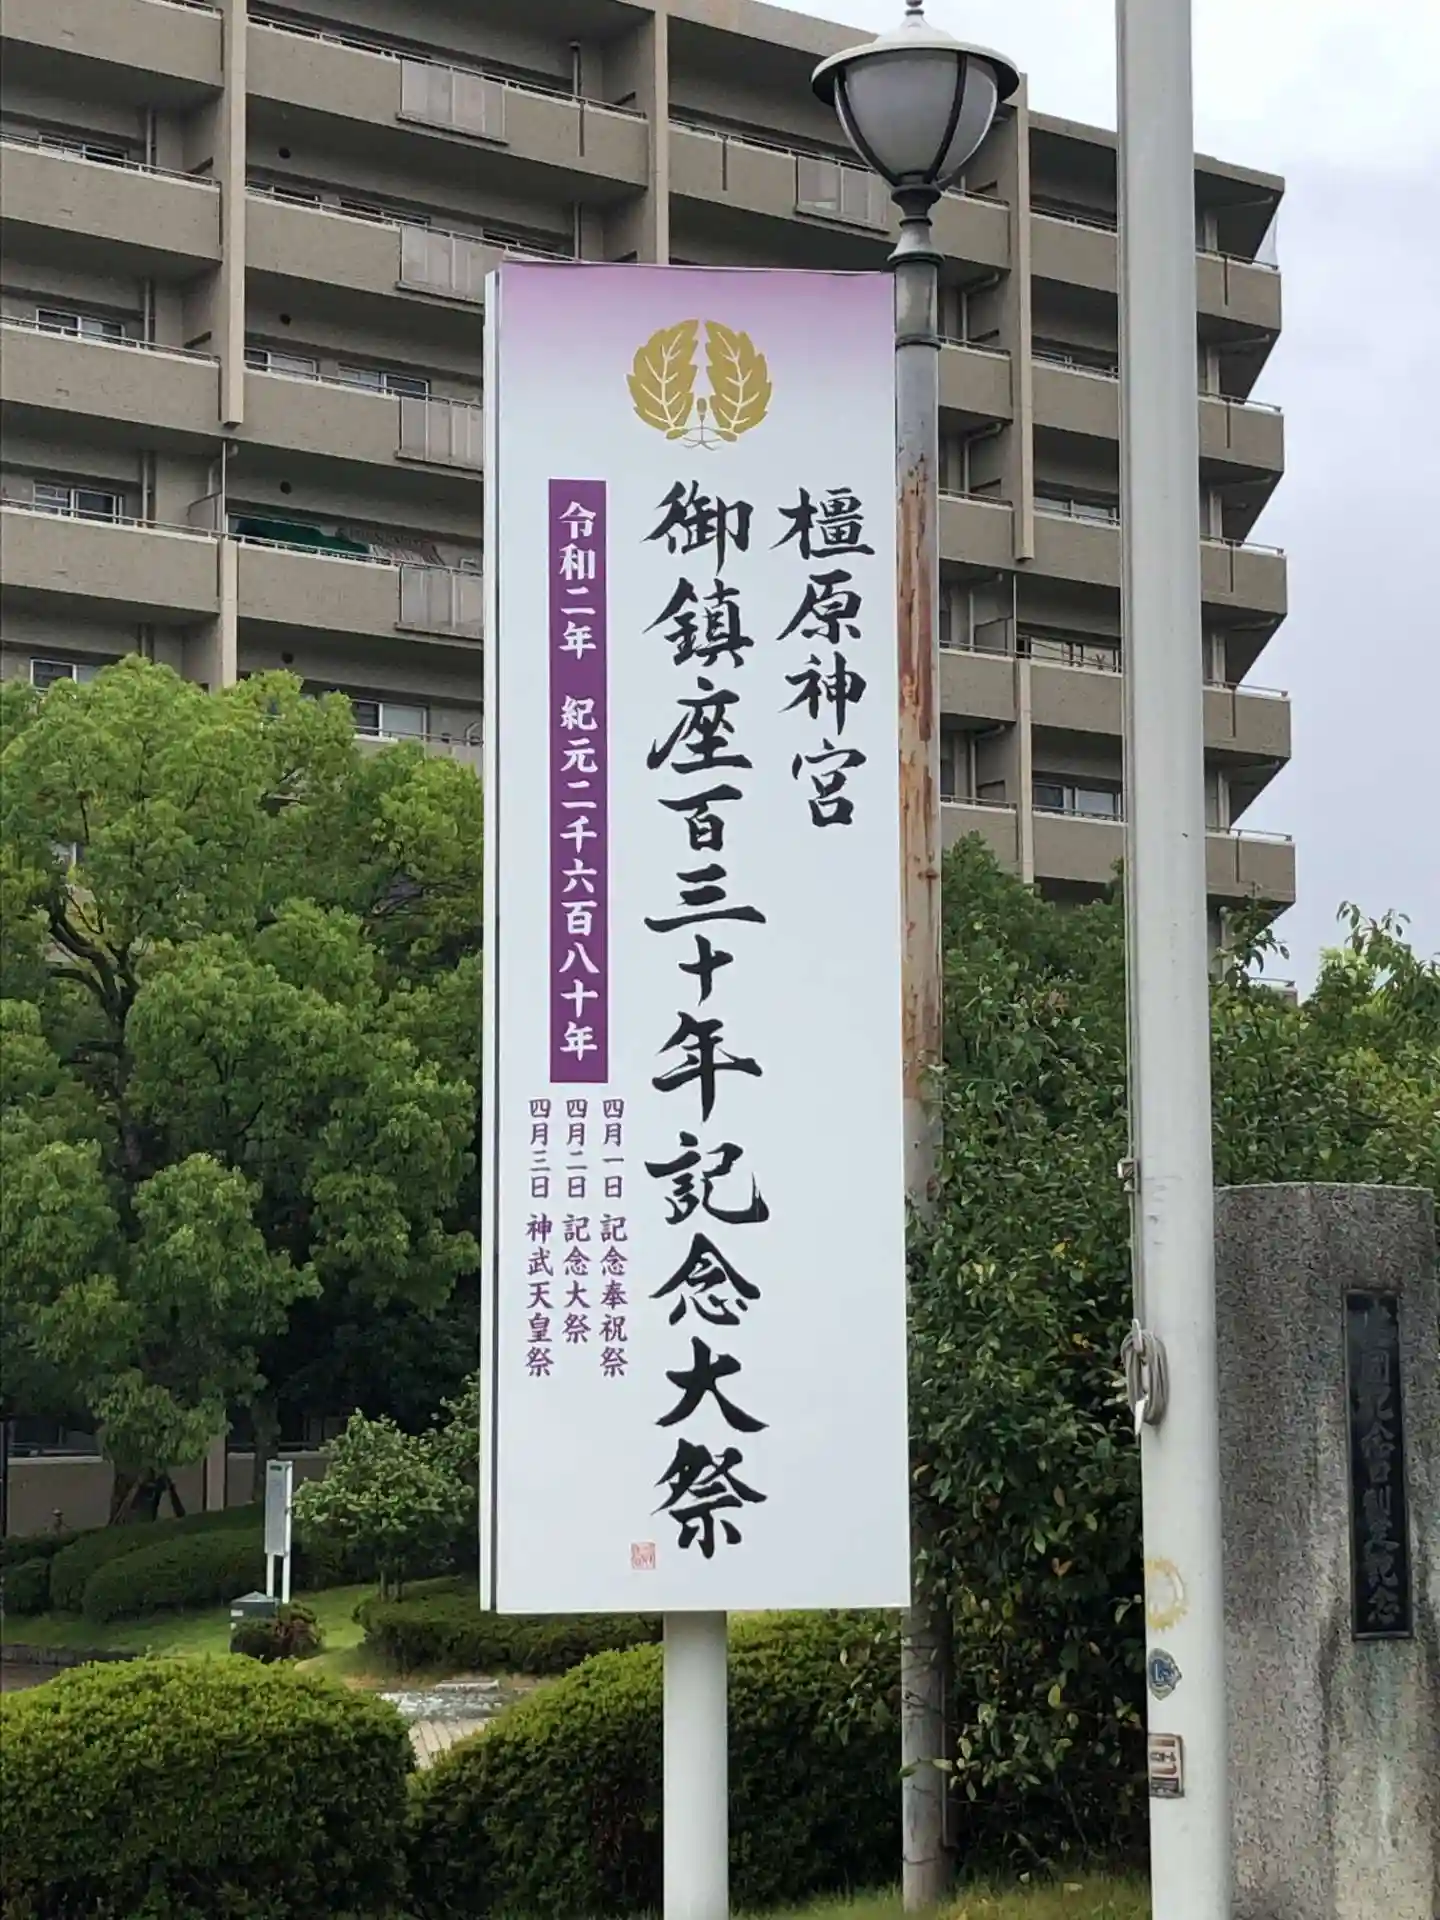 橿原神宮
御鎮座百三十年記念大祭
令和二年 紀元二千六百八十年
四月一日 記念奉祝祭
四月二日 記念大祭
四月三日 神武天皇祭